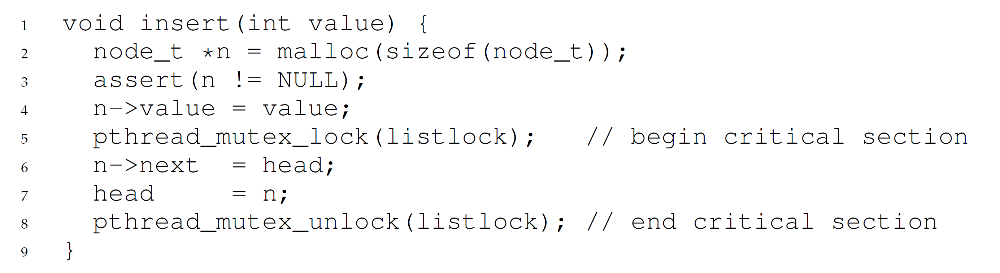 1 void insert(int value) {
2   node_t *n = malloc(sizeof(node_t));
3   assert(n != NULL);
4   n->value = value;
5   pthread_mutex_lock(listlock);   // begin critical section
6   n->next  = head;
7   head     = n;
8   pthread_mutex_unlock(listlock); // end critical section
9 }